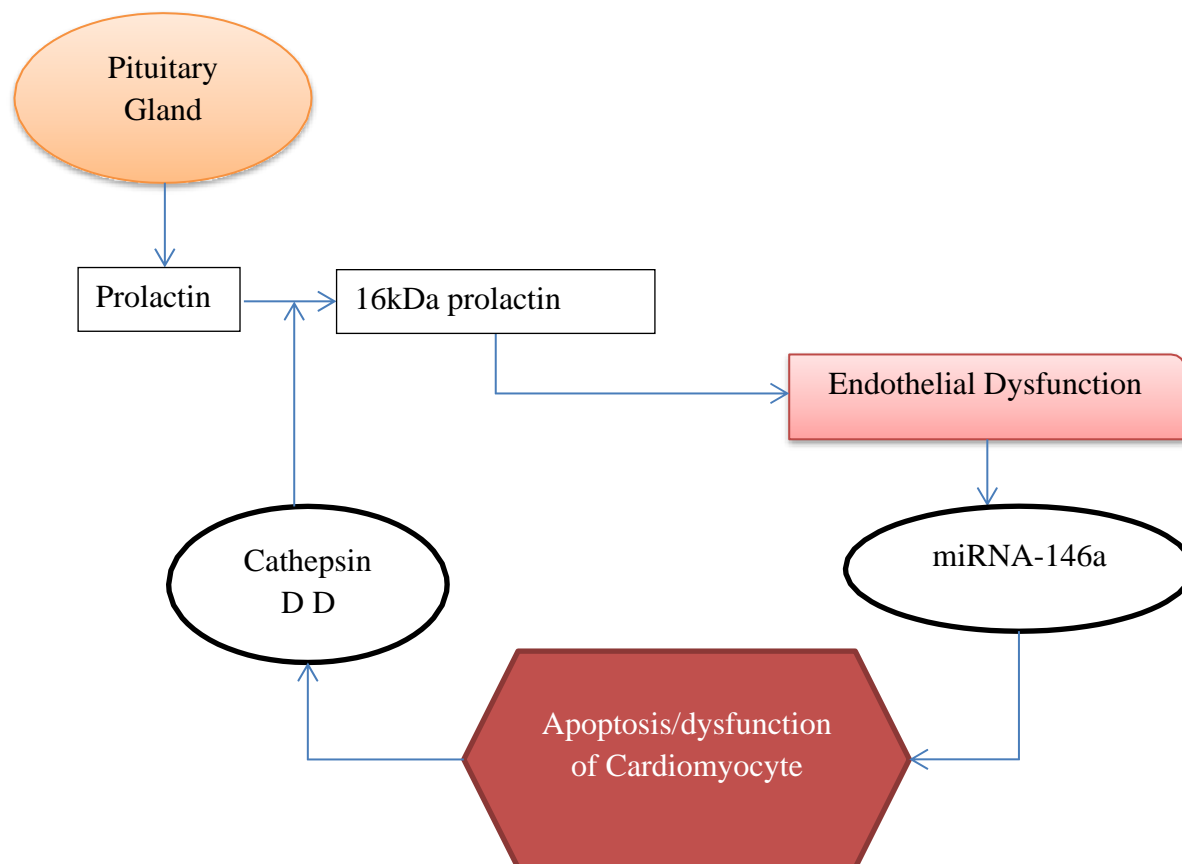 Pituitary
Gland
Prolactin
16kDa prolactin
Endothelial Dysfunction
Cathepsin
D D
miRNA-146a
Apoptosis/dysfunction
of Cardiomyocyte